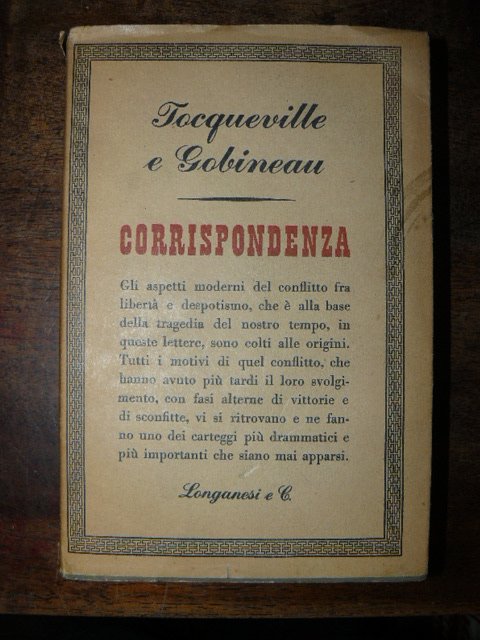 Tocqueville
e Gobineau
CORRISPONDENZA
Gli aspetti moderni del conflitto fra
libertà e despotismo, che è alla base
della tragedia del nostro tempo, in
queste lettere, sono colti alle origini.
Tutti i motivi di quel conflitto, che
hanno avuto più tardi il loro svolgi-
mento, con fasi alterne di vittorie e
di sconfitte, vi si ritrovano e ne fan-
no uno dei carteggi più drammatici e
più importanti che siano mai apparsi.
Longanesi e C.